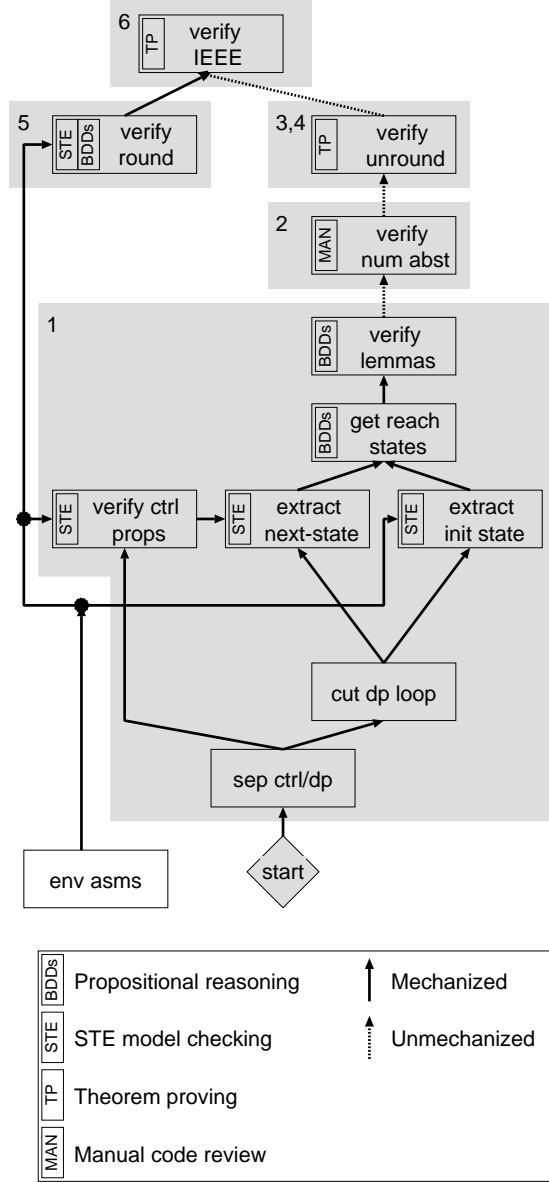 6
TP
verify
IEEE
5
STE
BDDs
verify
round
3,4
TP
verify
unround
2
MAN
verify
num abst
1
BDDs
verify
lemmas
BDDs
get reach
states
STE
verify ctrl
props
STE
extract
next-state
STE
extract
init state
cut dp loop
sep ctrl/dp
env asms
start
BDDs
Propositional reasoning
Mechanized
STE
STE model checking
Unmechanized
TP
Theorem proving
MAN
Manual code review